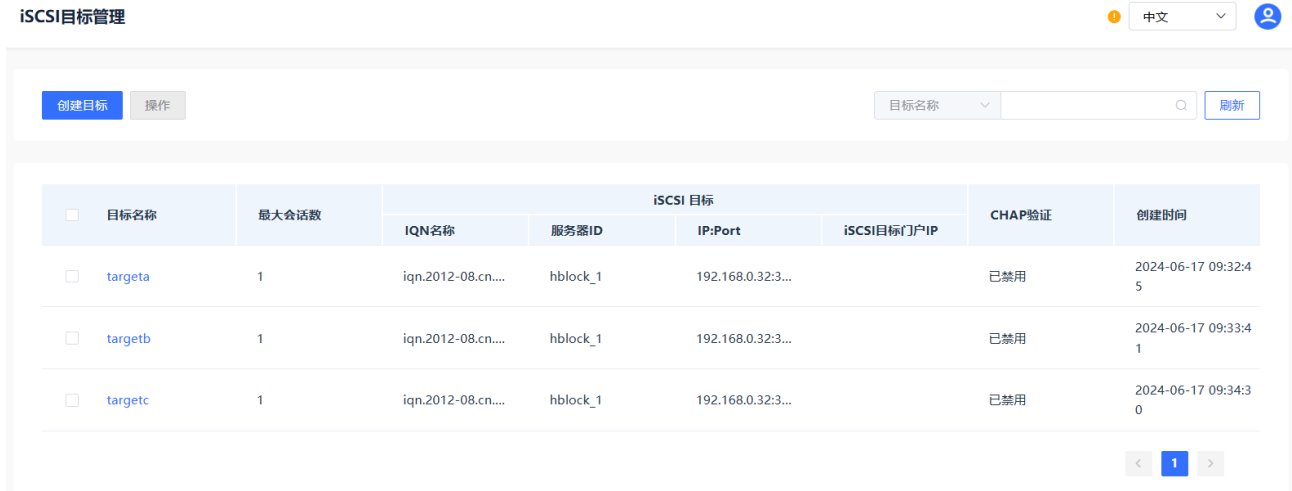 iSCSI目标管理
中文
创建目标 操作 目标名称 刷新
iSCSI 目标
目标名称 最大会话数 CHAP验证 创建时间
IQN名称 服务器ID IP:Port iSCSI目标门户IP
targeta 1 iqn.2012-08.cn.... hblock_1 192.168.0.32:3... 已禁用 2024-06-17 09:32:4
5
targetb 1 iqn.2012-08.cn.... hblock_1 192.168.0.32:3... 已禁用 2024-06-17 09:33:4
1
targetc 1 iqn.2012-08.cn.... hblock_1 192.168.0.32:3... 已禁用 2024-06-17 09:34:3
0
< 1 >